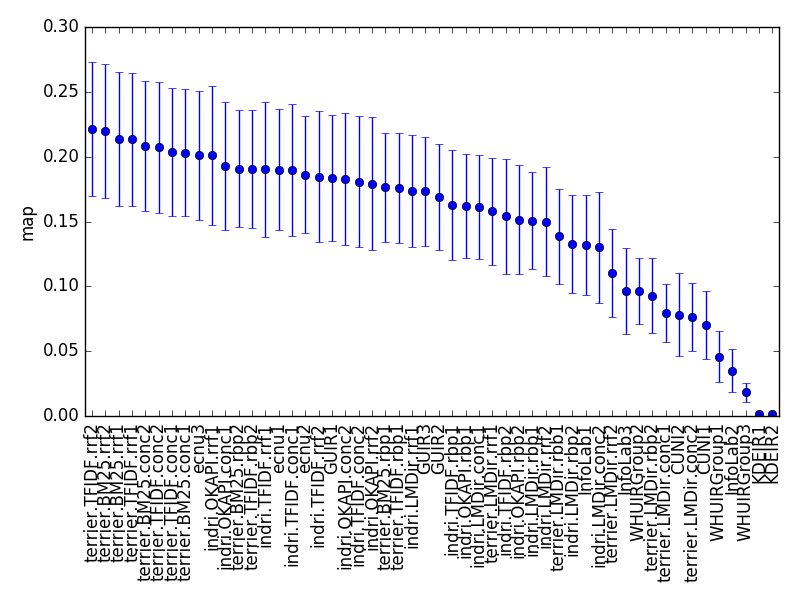 0.30
0.25
0.20
0.15
0.10
0.05
0.00
map
terrier.TFIDF.rrf2
terrier.BM25.rrf2
terrier.BM25.rrf1
terrier.TFIDF.rrf1
terrier.BM25.conc2
terrier.TFIDF.conc2
terrier.TFIDF.conc1
terrier.BM25.conc1
ecnu3
indri.OKAPI.rrf1
indri.OKAPI.conc1
terrier.BM25.rbp2
terrier.TFIDF.rbp2
indri.TFIDF.rrf1
ecnu1
indri.TFIDF.conc1
ecnu2
indri.TFIDF.rrf2
GUIR1
indri.OKAPI.conc2
indri.TFIDF.conc2
indri.OKAPI.rrf2
terrier.BM25.rbp1
terrier.TFIDF.rbp1
indri.LMDir.rrf1
GUIR3
GUIR2
indri.TFIDF.rbp1
indri.OKAPI.rbp1
indri.LMDir.conc1
terrier.LMDir.rrf1
indri.TFIDF.rbp2
indri.OKAPI.rbp2
indri.LMDir.rbp1
indri.LMDir.rrf2
terrier.LMDir.rbp1
indri.LMDir.rbp2
InfoLab1
indri.LMDir.conc2
terrier.LMDir.rrf2
InfoLab3
WHUIRGroup2
terrier.LMDir.rbp2
terrier.LMDir.conc1
CUNI2
terrier.LMDir.conc2
CUNI1
WHUIRGroup1
InfoLab2
WHUIRGroup3
KDEIR1
KDEIR2